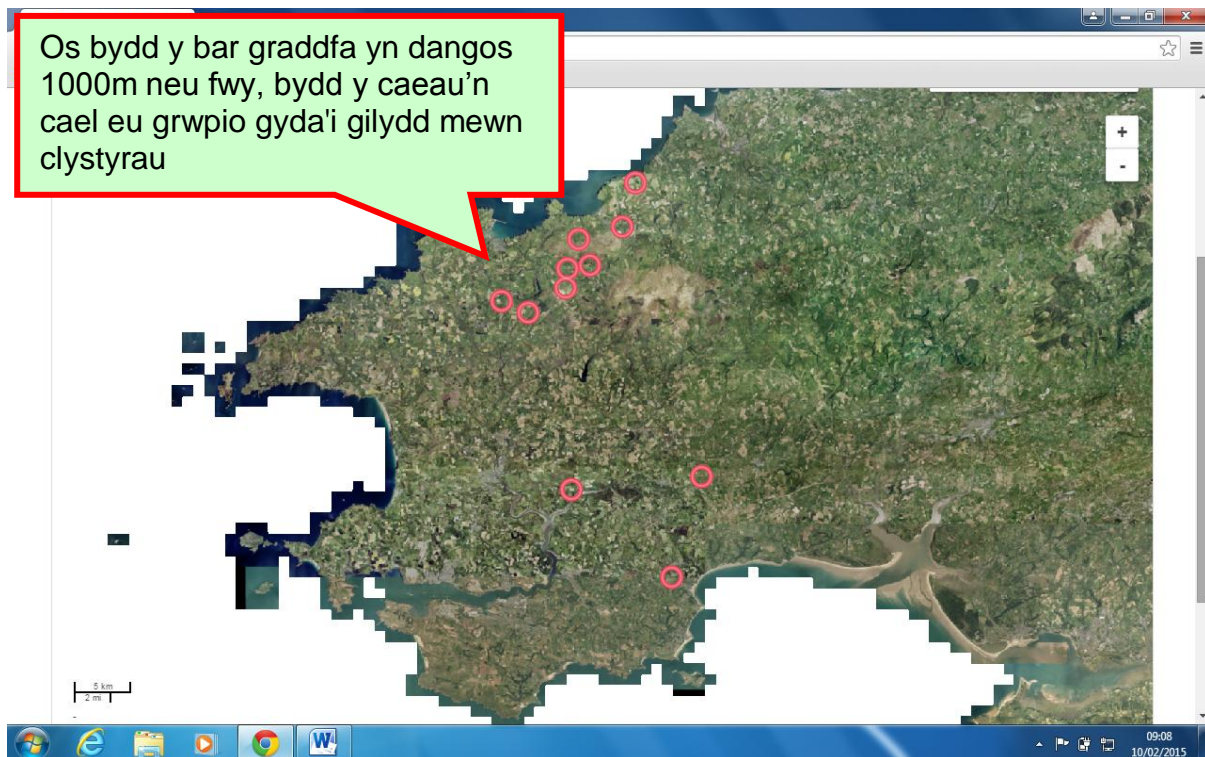 Os bydd y bar graddfa yn dangos
1000m neu fwy, bydd y caeau’n
cael eu grwpio gyda'i gilydd mewn
clystyrau
+
-
5 km
2 mi
09:08
10/02/2015